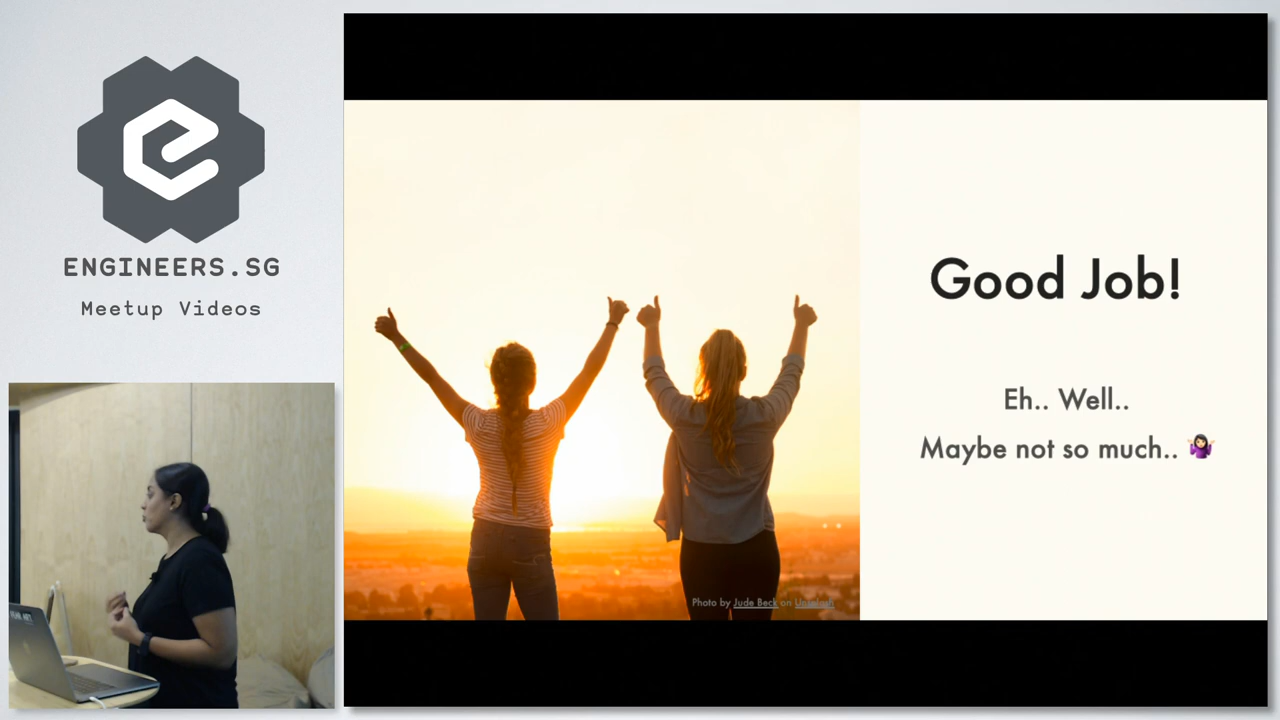 ENGINEERS.SG
Meetup Videos
Good Job!
Eh.. Well..
Maybe not so much.. 🤷🏻‍♀️
Photo by Jude Beck on Unsplash